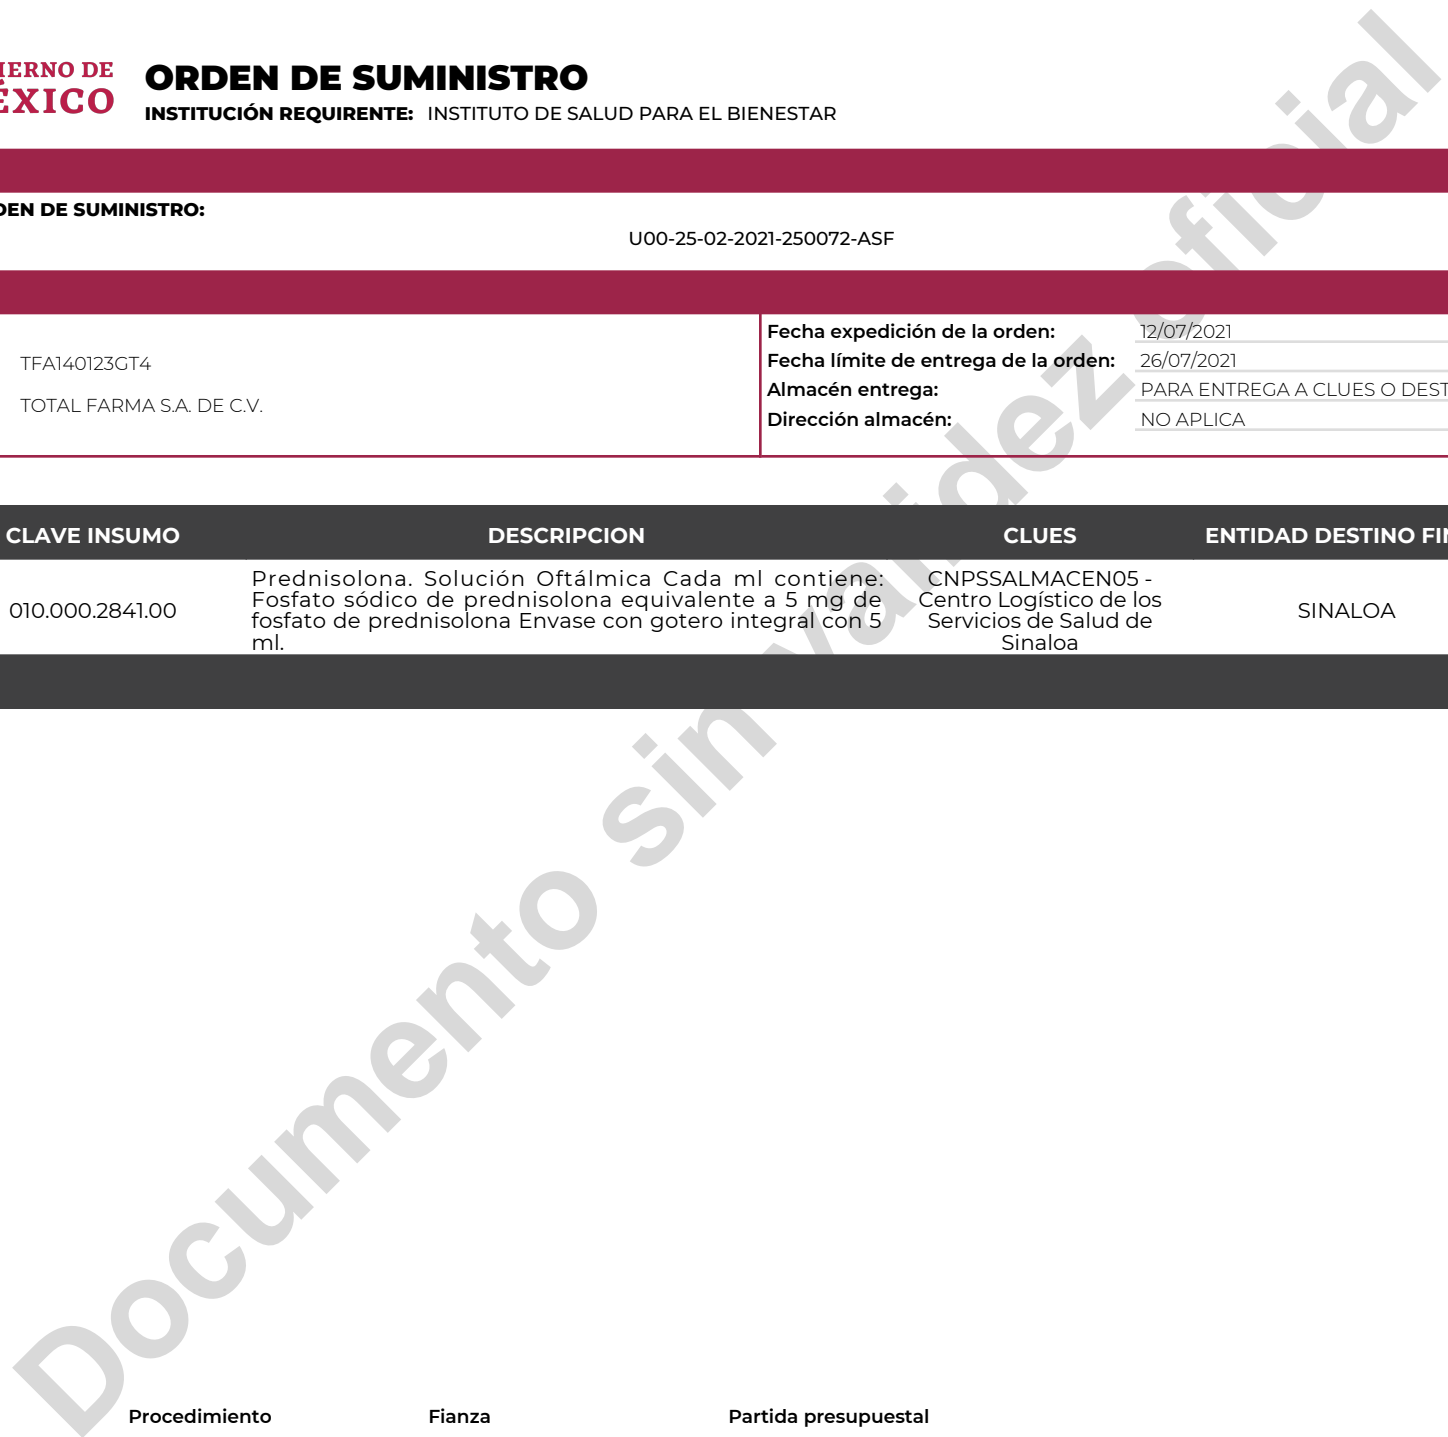 IERNO DE
ÉXICO
ORDEN DE SUMINISTRO
INSTITUCIÓN REQUIRENTE: INSTITUTO DE SALUD PARA EL BIENESTAR
DEN DE SUMINISTRO:
U00-25-02-2021-250072-ASF
TFA140123GT4
TOTAL FARMA S.A. DE C.V.
Fecha expedición de la orden: 12/07/2021
Fecha límite de entrega de la orden: 26/07/2021
Almacén entrega: PARA ENTREGA A CLUES O DEST
Dirección almacén: NO APLICA
CLAVE INSUMO DESCRIPCION CLUES ENTIDAD DESTINO FIN
010.000.2841.00
Prednisolona. Solución Oftálmica Cada ml contiene:
Fosfato sódico de prednisolona equivalente a 5 mg de
fosfato de prednisolona Envase con gotero integral con 5
ml.
CNPSSALMACEN05 -
Centro Logístico de los
Servicios de Salud de
Sinaloa
SINALOA
Documento sin validez oficial
Procedimiento Fianza Partida presupuestal